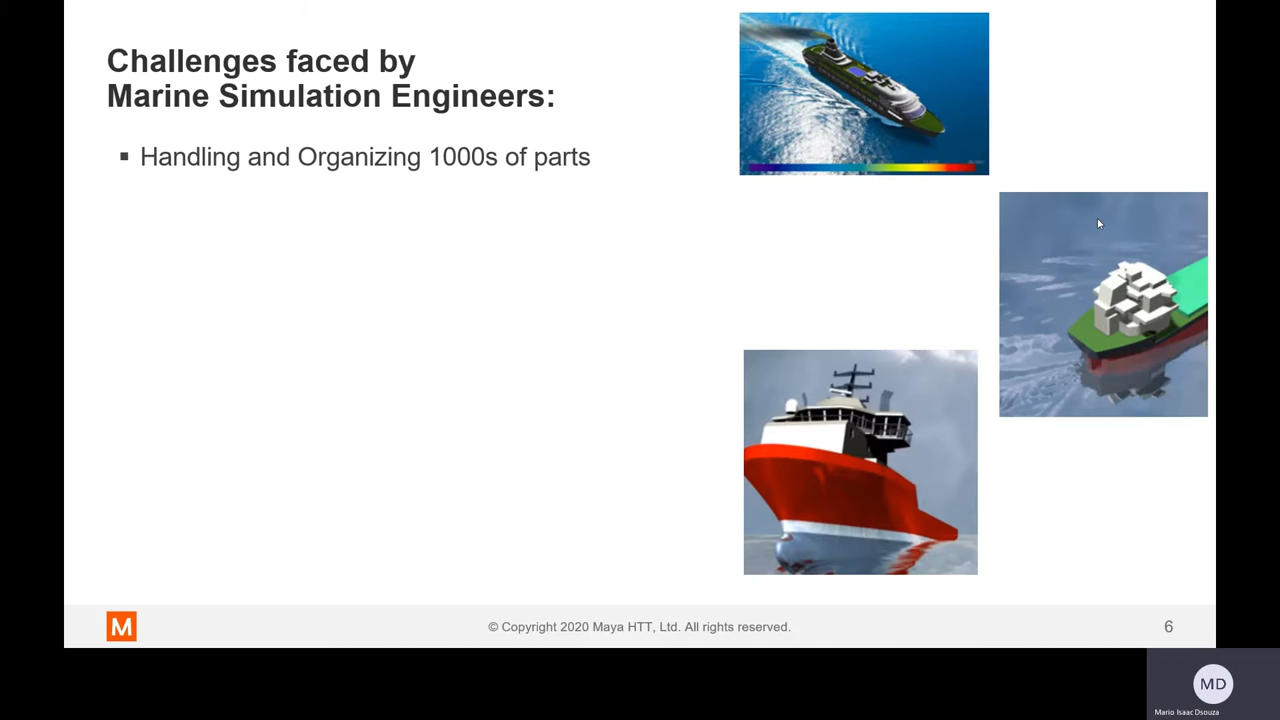 Challenges faced by
Marine Simulation Engineers:
▪ Handling and Organizing 1000s of parts
M
© Copyright 2020 Maya HTT, Ltd. All rights reserved.
6
MD
Mario Isaac Dsouza